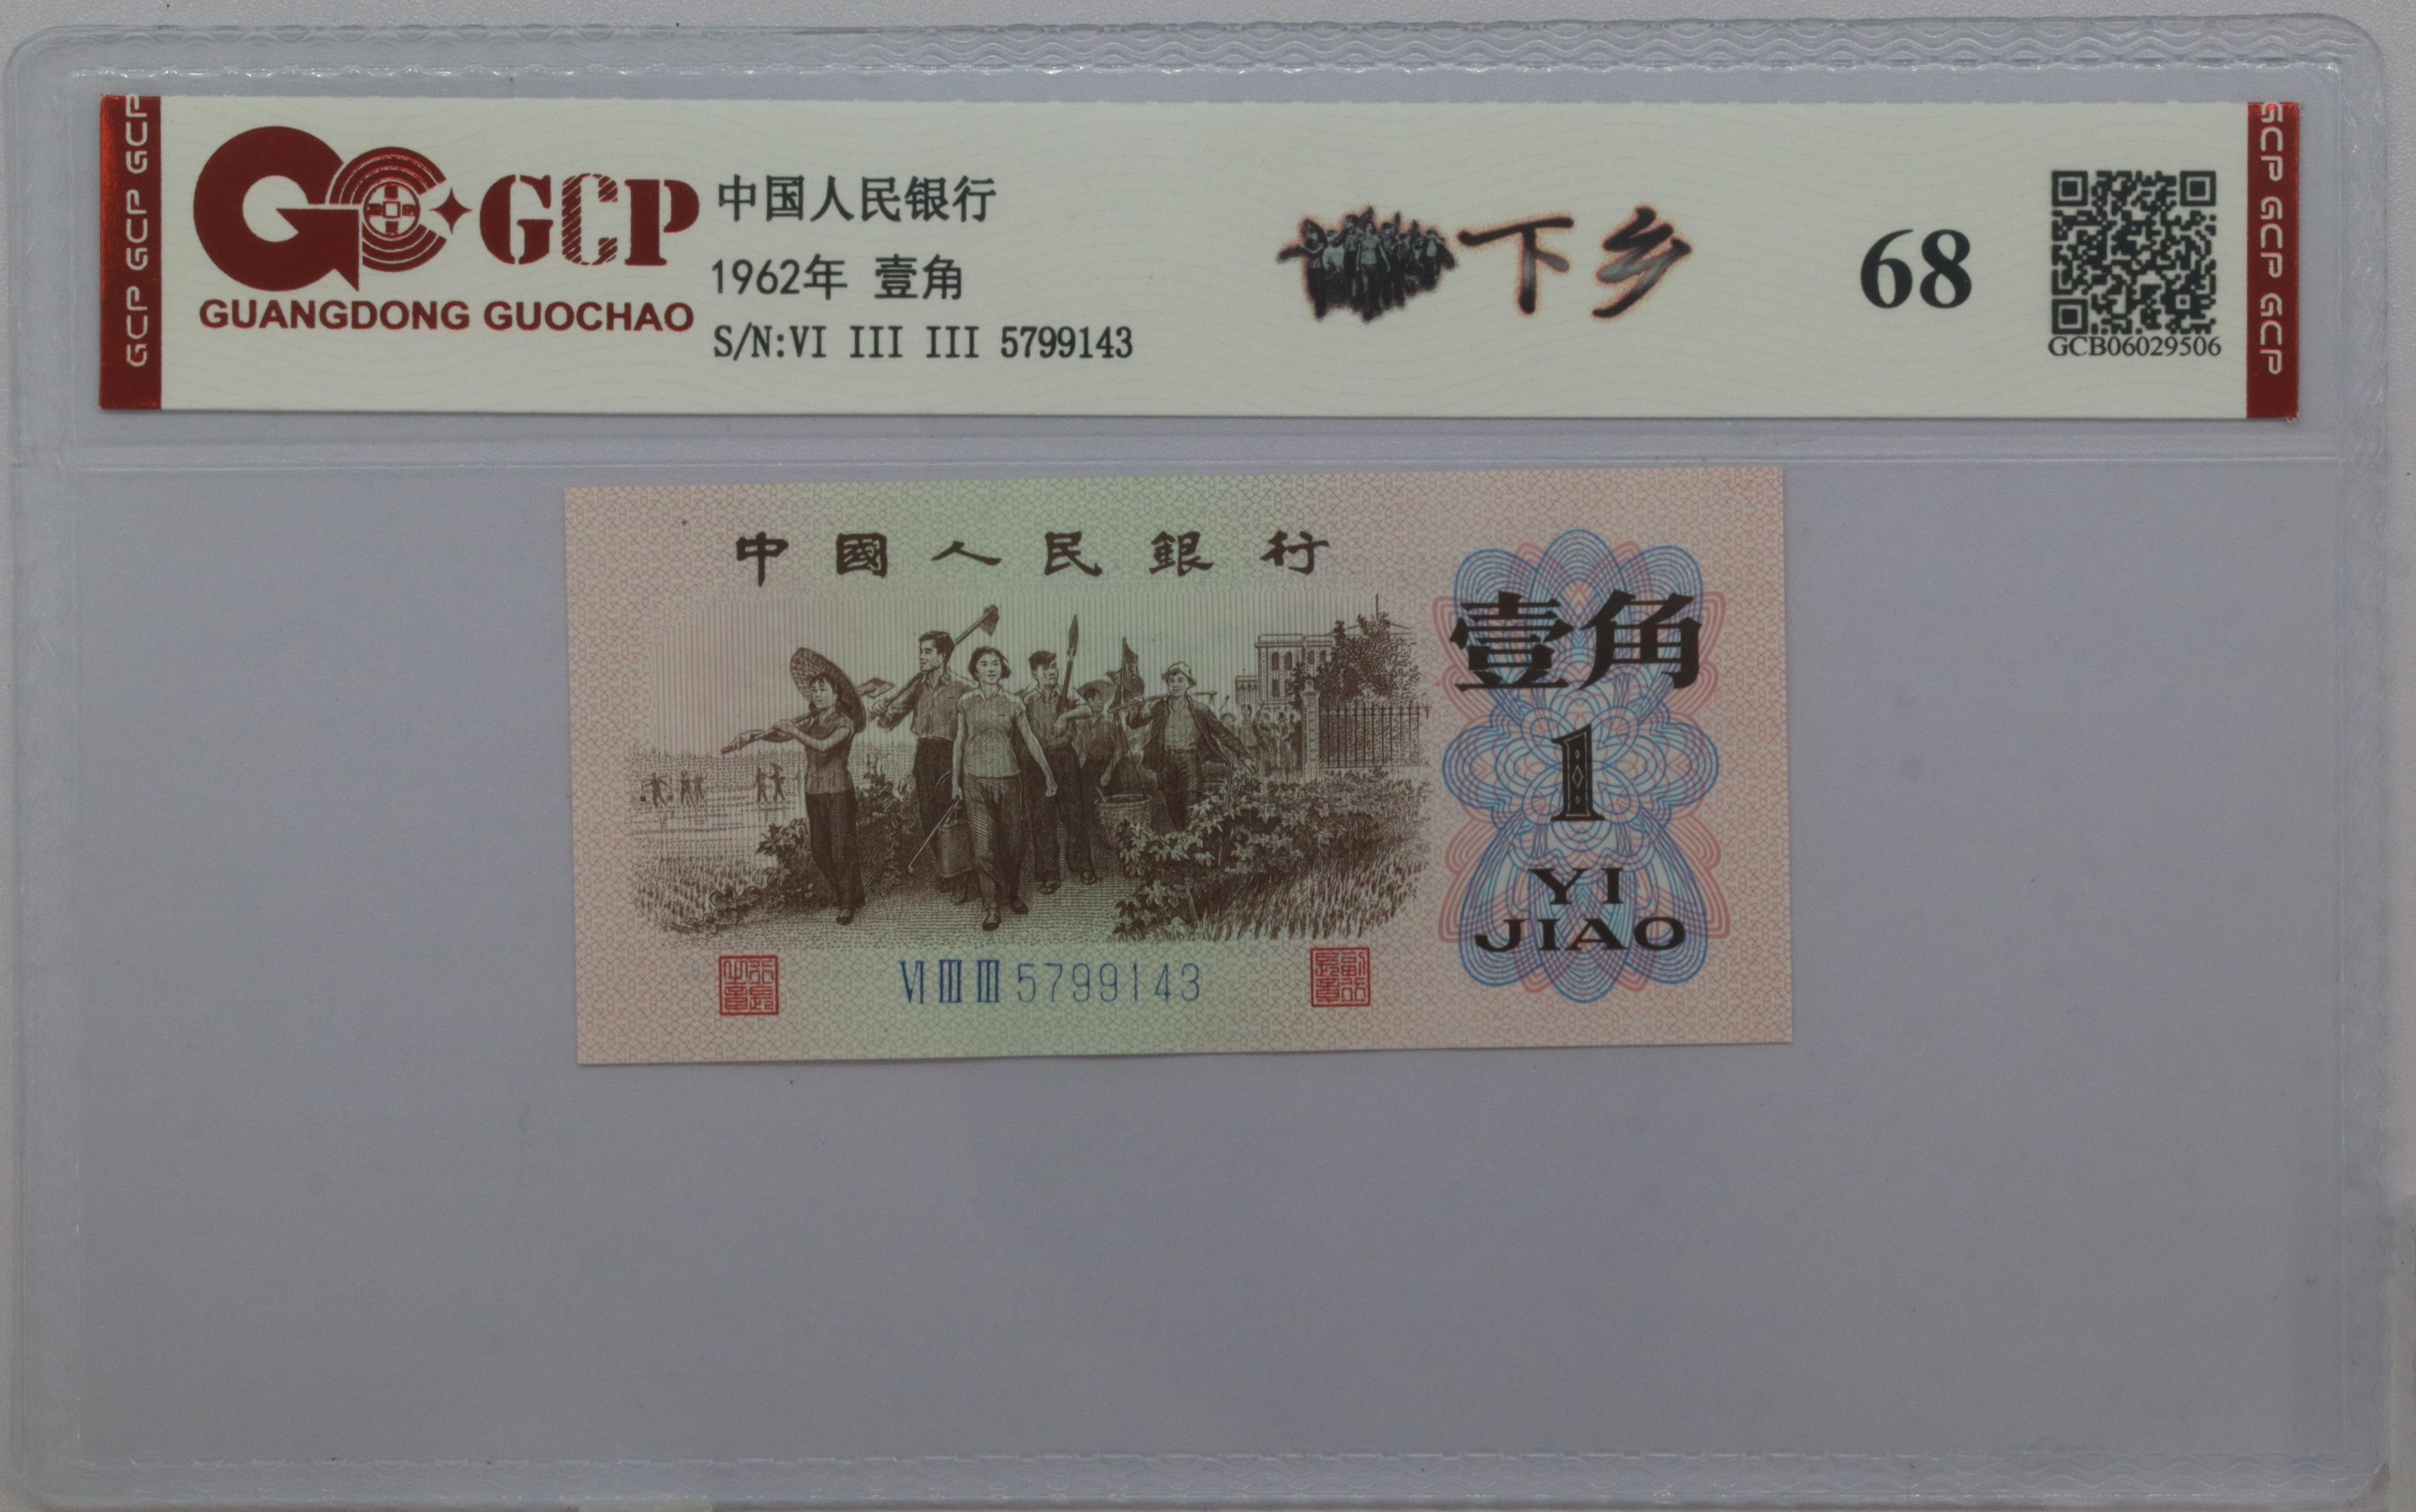 GCP GCP GCP
GCP
GUANGDONG GUOCHAO
中国人民银行
1962年 壹角
S/N:VI III III 5799143
下乡
68
GCB06029506
GCP GCP GCP
中國人民銀行
壹角
1
YI
JIAO
VI III III 5799143